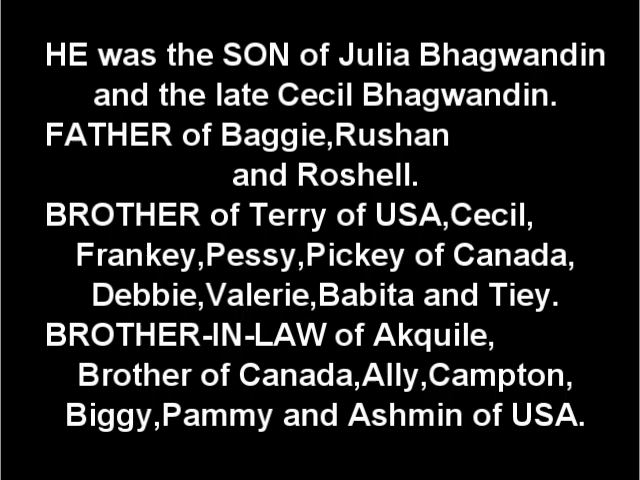 HE was the SON of Julia Bhagwandin
and the late Cecil Bhagwandin.
FATHER of Baggie,Rushan
and Roshell.
BROTHER of Terry of USA,Cecil,
Frankey,Pessy,Pickey of Canada,
Debbie,Valerie,Babita and Tiey.
BROTHER-IN-LAW of Akquile,
Brother of Canada,Ally,Campton,
Biggy,Pammy and Ashmin of USA.